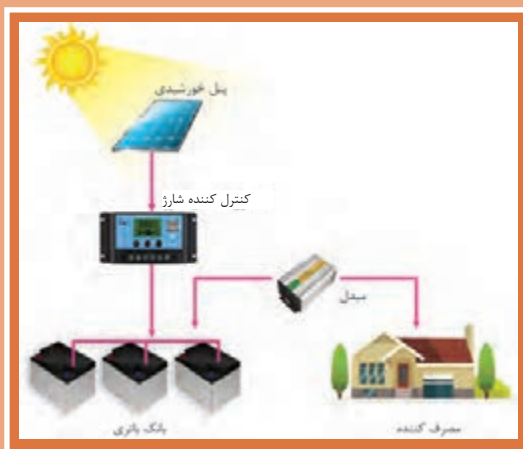 پنل خورشیدی
کنترل کننده شارژ
مبدل
بانک باتری
مصرف کننده